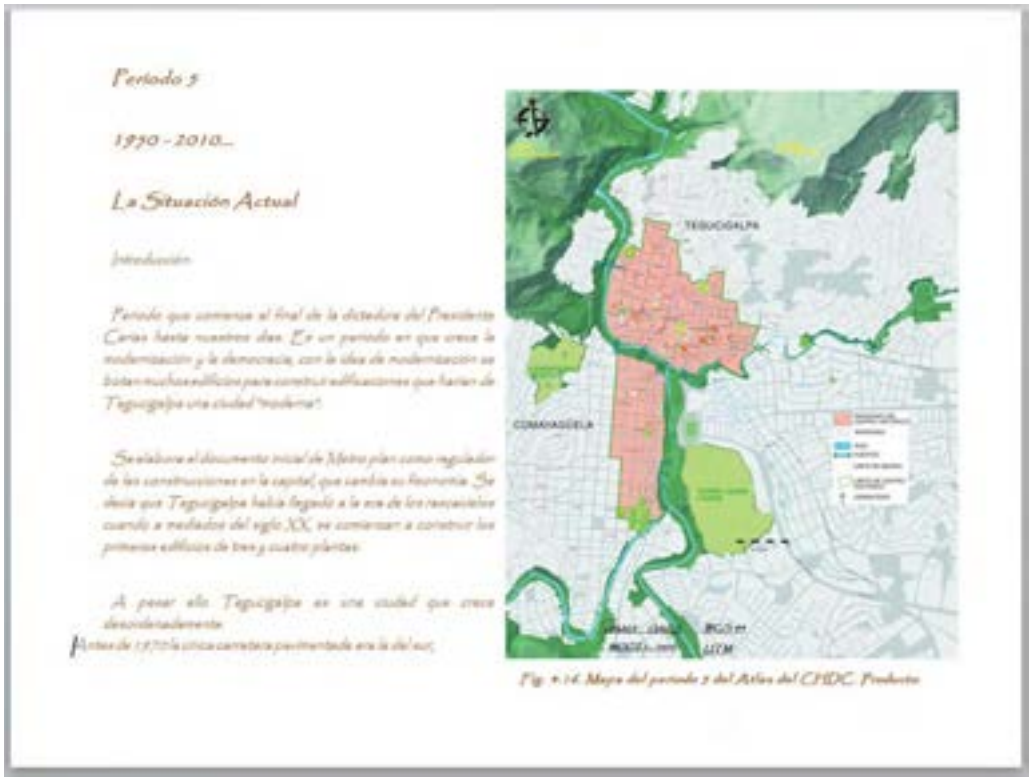 Período 5
1950 - 2010...
La Situación Actual
Introducción
Periodo que comienza al final de la dictadura del Presidente
Carías hasta nuestros días. Es un periodo en que crece la
modernización y la democracia, con la idea de modernización se
botan muchos edificios para construir edificaciones que harían de
Tegucigalpa una ciudad "moderna".
Se elabora el documento inicial de Metro plan como regulador
de las construcciones en la capital, que cambia su fisonomía. Se
decía que Tegucigalpa había llegado a la era de los rascacielos
cuando a mediados del siglo XX, se comienzan a construir los
primeros edificios de tres y cuatro plantas.
A pesar ello Tegucigalpa es una ciudad que crece
desordenadamente
Antes de 1970 la única carretera pavimentada era la del sur,
TEGUCIGALPA
COMAYAGÜELA
Fig. 4.16. Mapa del periodo 5 del Atlas del CHDC. Producto